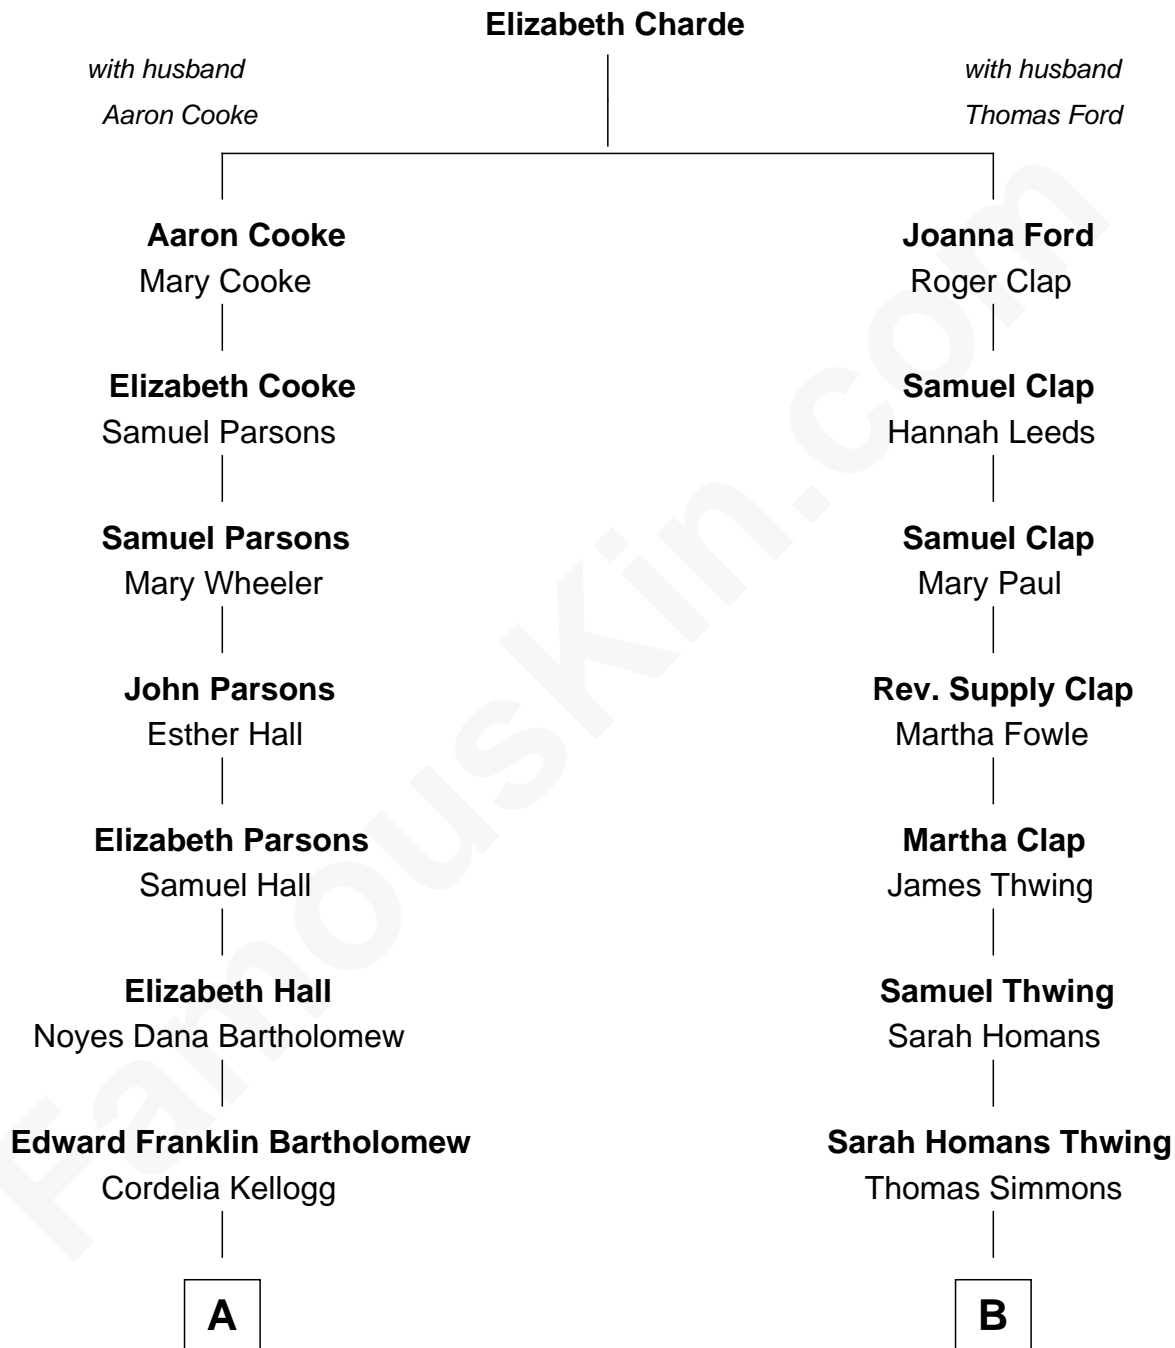 Elizabeth Charde
with husband
Aaron Cooke
with husband
Thomas Ford
Aaron Cooke
Mary Cooke
Joanna Ford
Roger Clap
Elizabeth Cooke
Samuel Parsons
Samuel Clap
Hannah Leeds
Samuel Parsons
Mary Wheeler
Samuel Clap
Mary Paul
John Parsons
Esther Hall
Rev. Supply Clap
Martha Fowle
Elizabeth Parsons
Samuel Hall
Martha Clap
James Thwing
Elizabeth Hall
Noyes Dana Bartholomew
Samuel Thwing
Sarah Homans
Edward Franklin Bartholomew
Cordelia Kellogg
Sarah Homans Thwing
Thomas Simmons
A
B
FamousKin.com